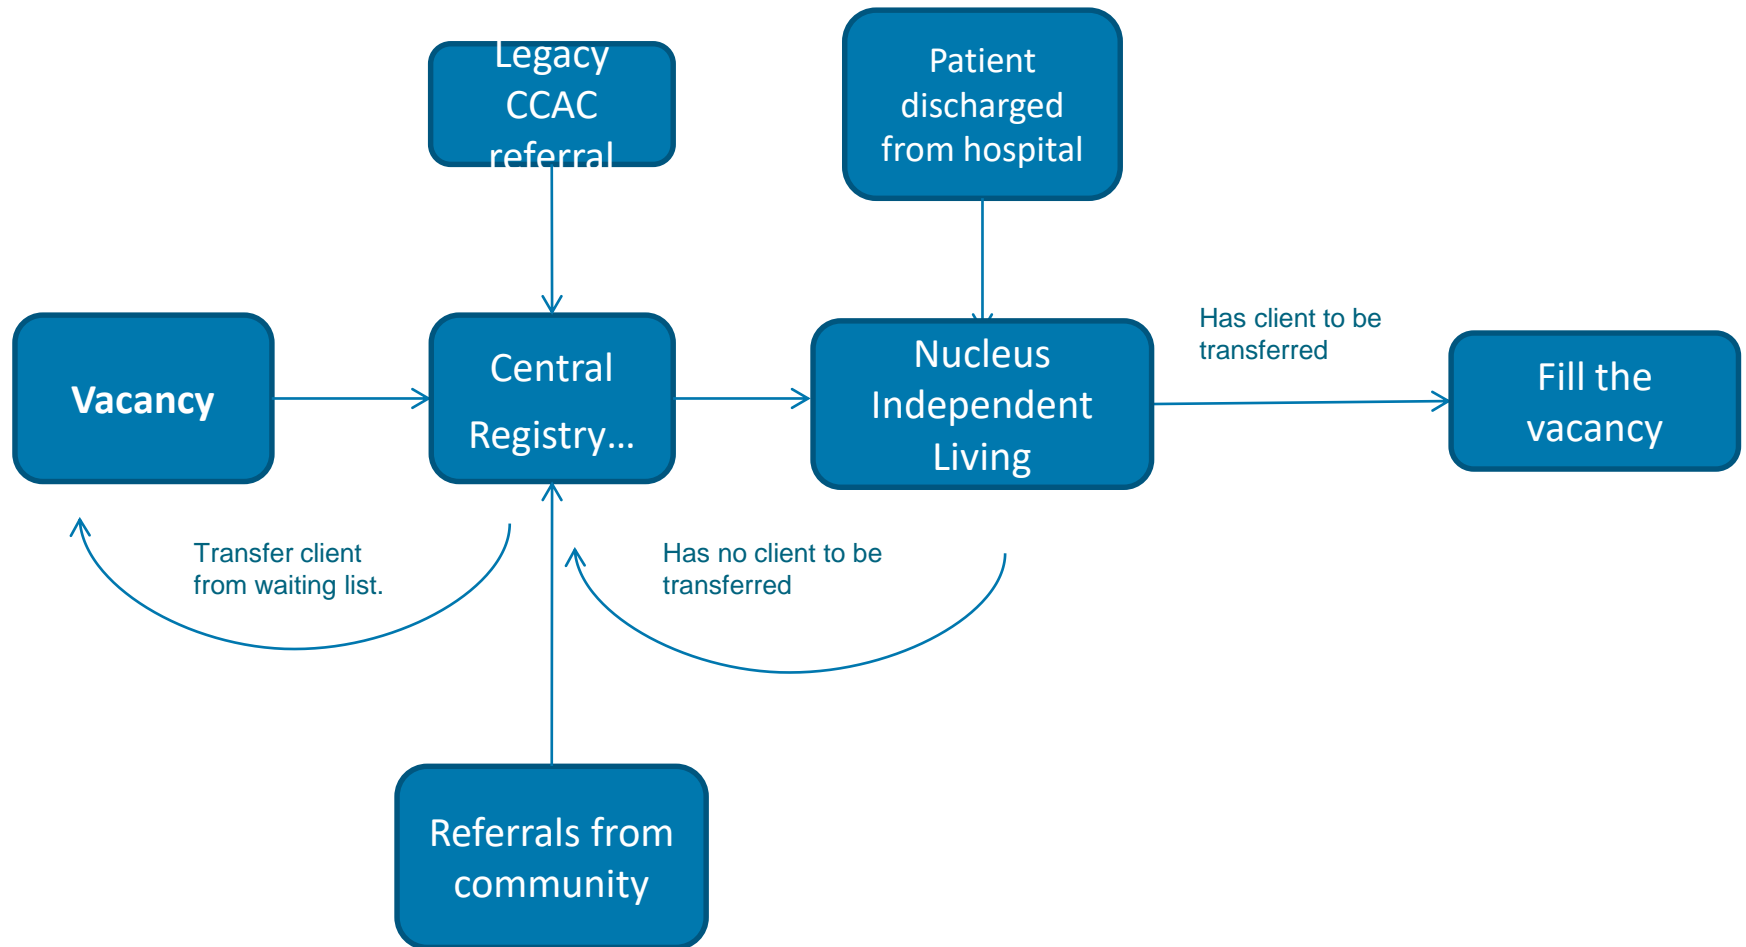 Legacy
CCAC
referral
Patient
discharged
from hospital
Vacancy
Central
Registry...
Nucleus
Independent
Living
Has client to be
transferred
Fill the
vacancy
Transfer client
from waiting list.
Has no client to be
transferred
Referrals from
community